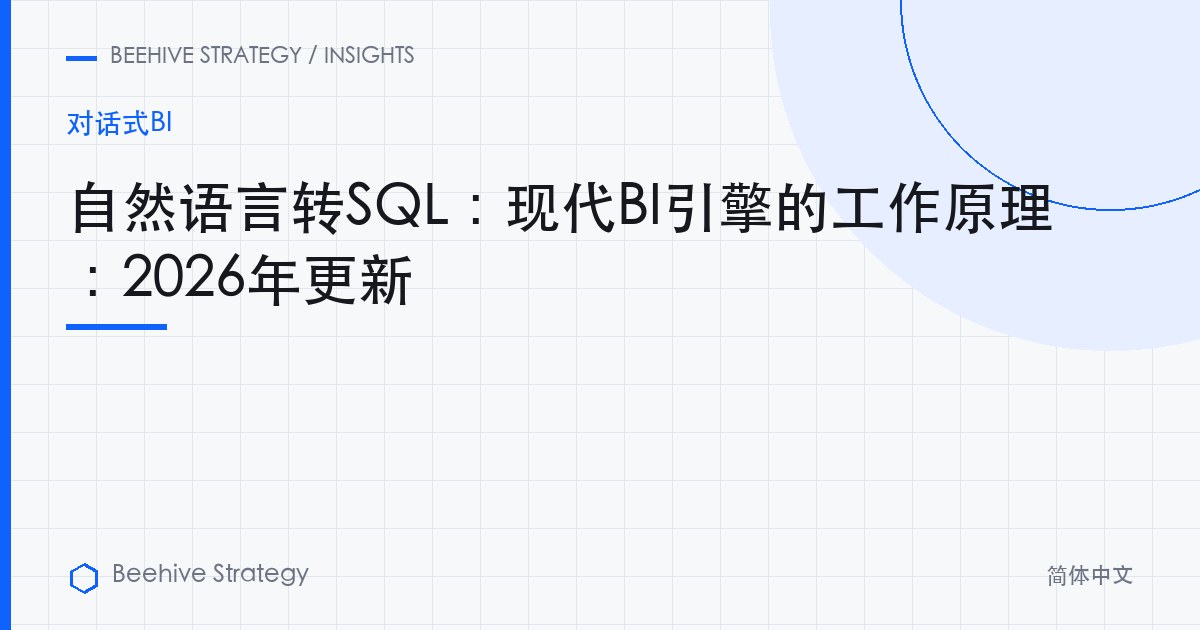 BEEHIVE STRATEGY / INSIGHTS
对话式BI
自然语言转SQL：现代BI引擎的工作原理
：2026年更新
Beehive Strategy
简体中文